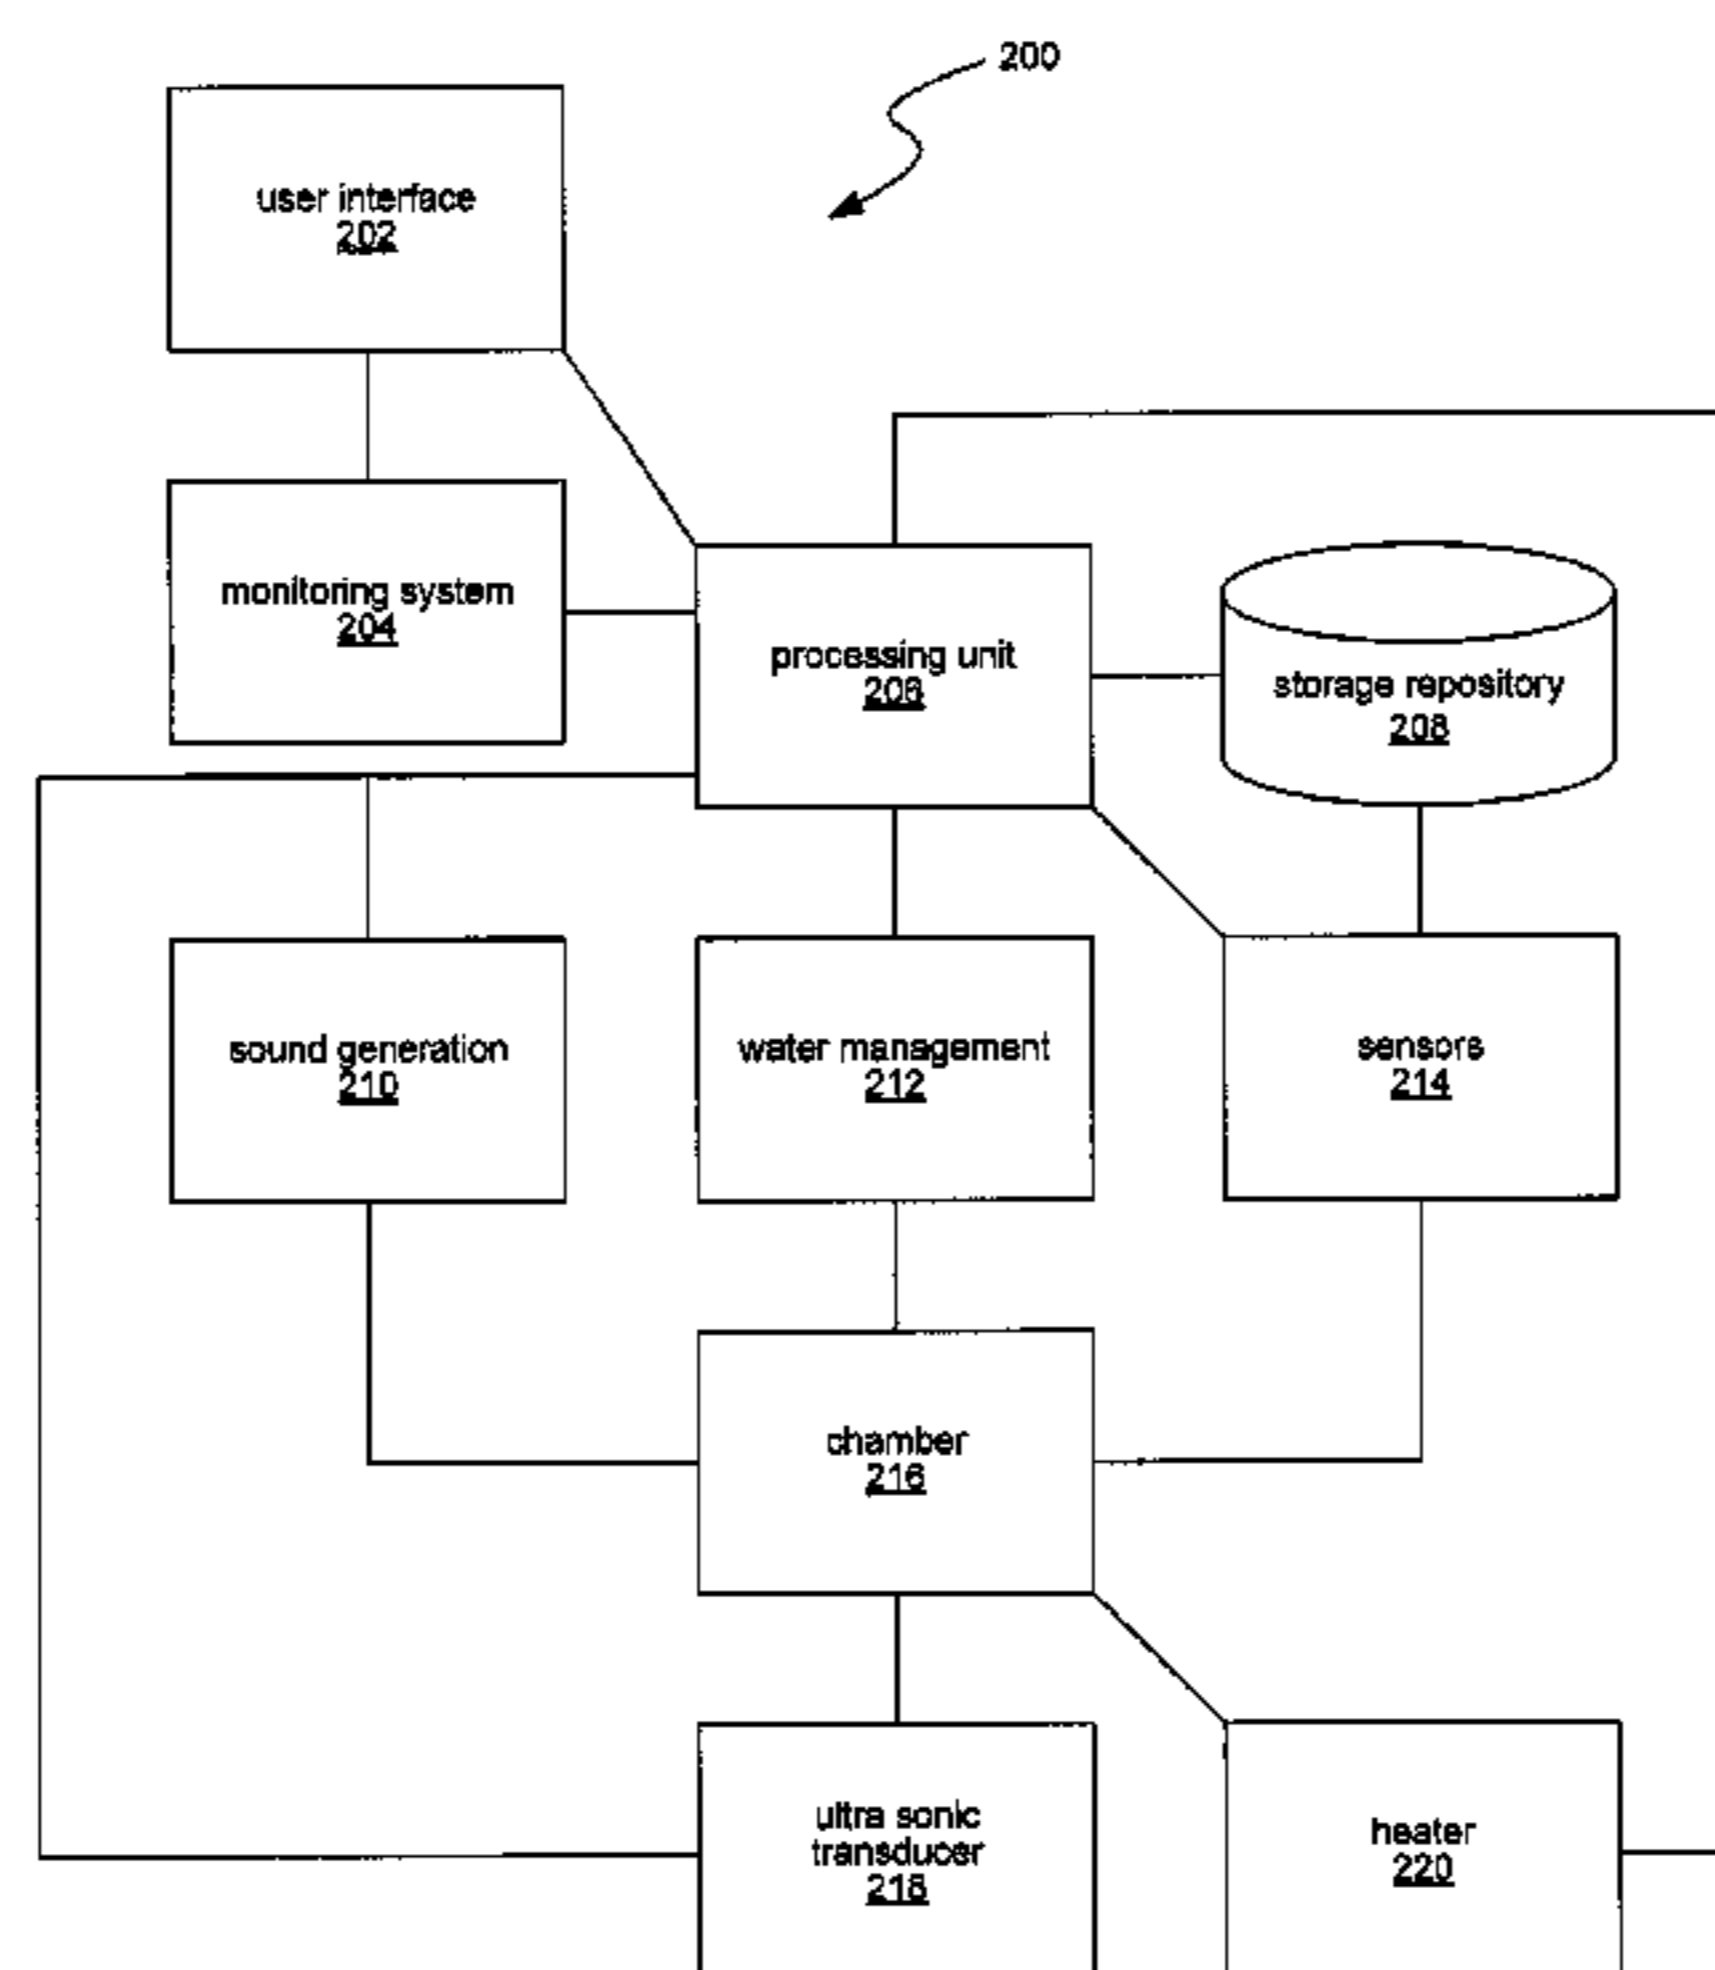 200
user interface
202
monitoring system
204
processing unit
206
storage repository
208
sound generation
210
water management
212
sensors
214
chamber
216
ultra sonic
transducer
218
heater
220